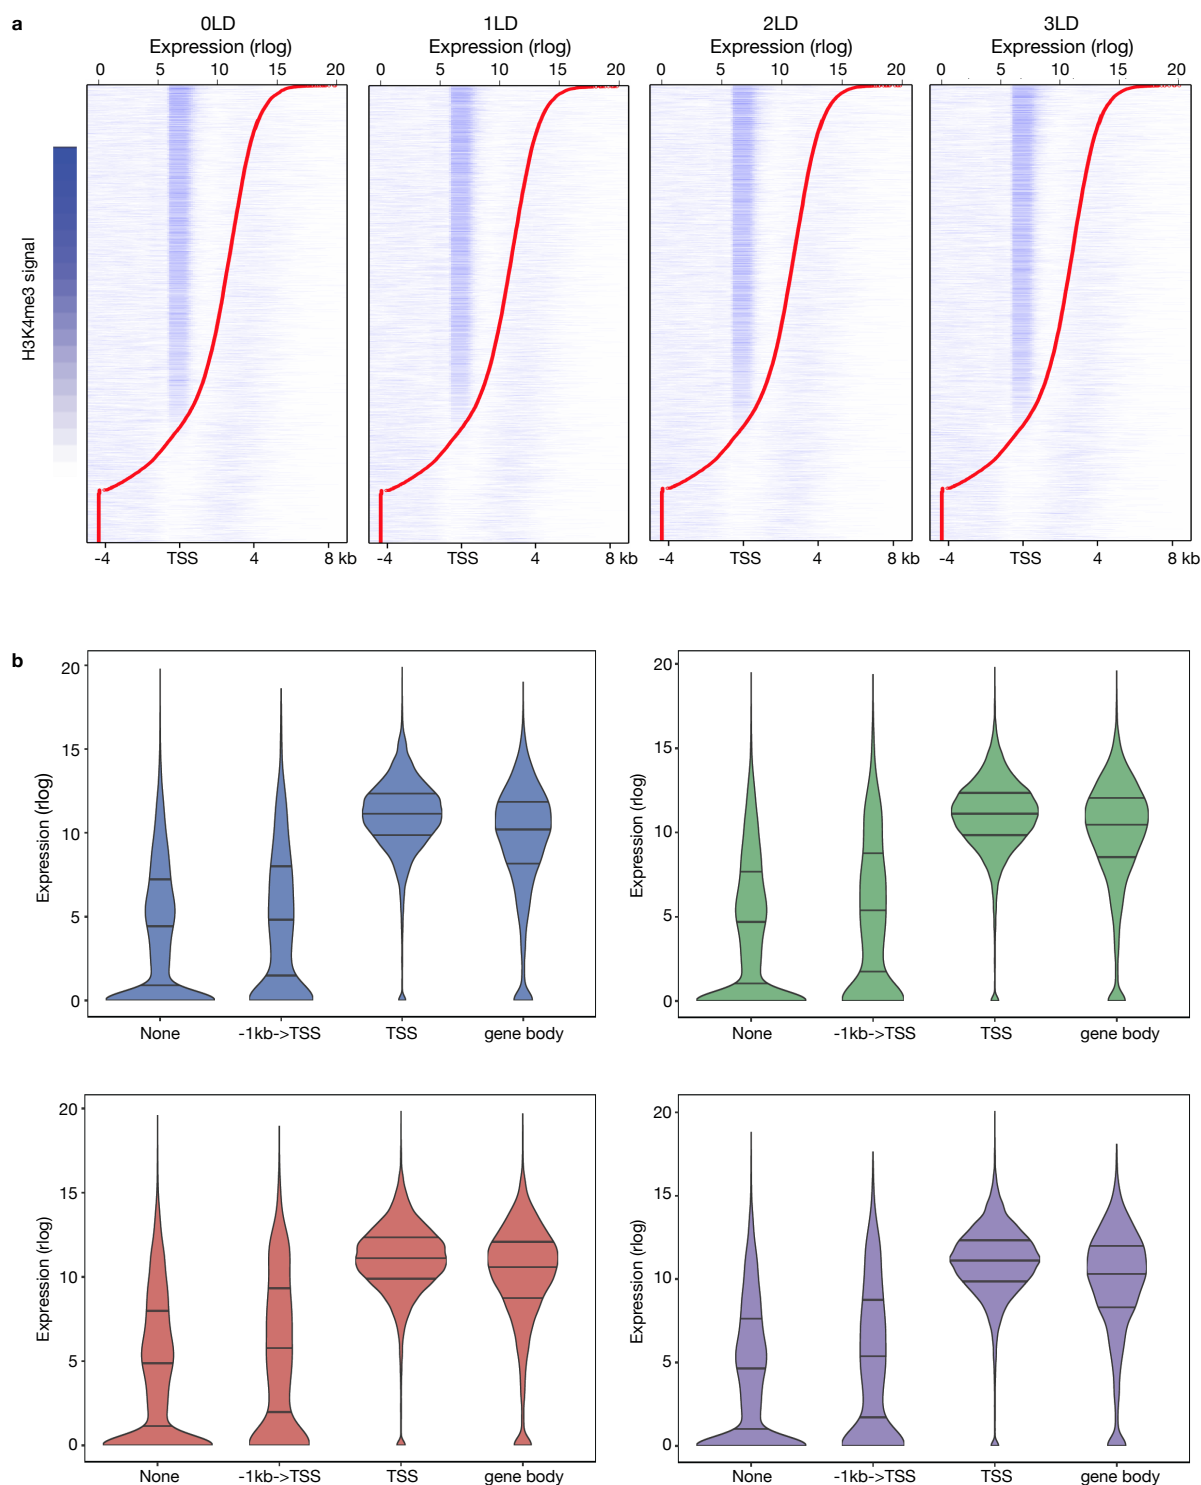 a
0LD 1LD 2LD 3LD
Expression (rlog) Expression (rlog) Expression (rlog) Expression (rlog)
0 5 10 15 20 0 5 10 15 20 0 5 10 15 20 0 5 10 15 20
H3K4me3 signal
-4 TSS 4 8 kb -4 TSS 4 8 kb -4 TSS 4 8 kb -4 TSS 4 8 kb
b
20
15
10
5
0
Expression (rlog)
None -1kb->TSS TSS gene body
20
15
10
5
0
Expression (rlog)
None -1kb->TSS TSS gene body
20
15
10
5
0
Expression (rlog)
None -1kb->TSS TSS gene body
20
15
10
5
0
Expression (rlog)
None -1kb->TSS TSS gene body